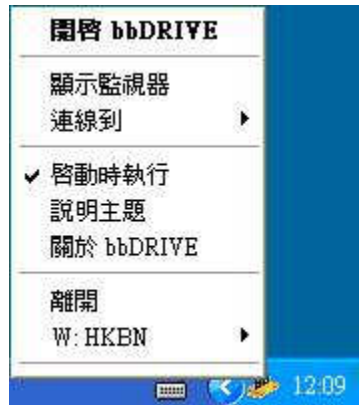 開啓 bbDRIVE
顯示監視器
連線到
啓動時執行
說明主題
關於 bbDRIVE
離開
W: HKBN
12:09